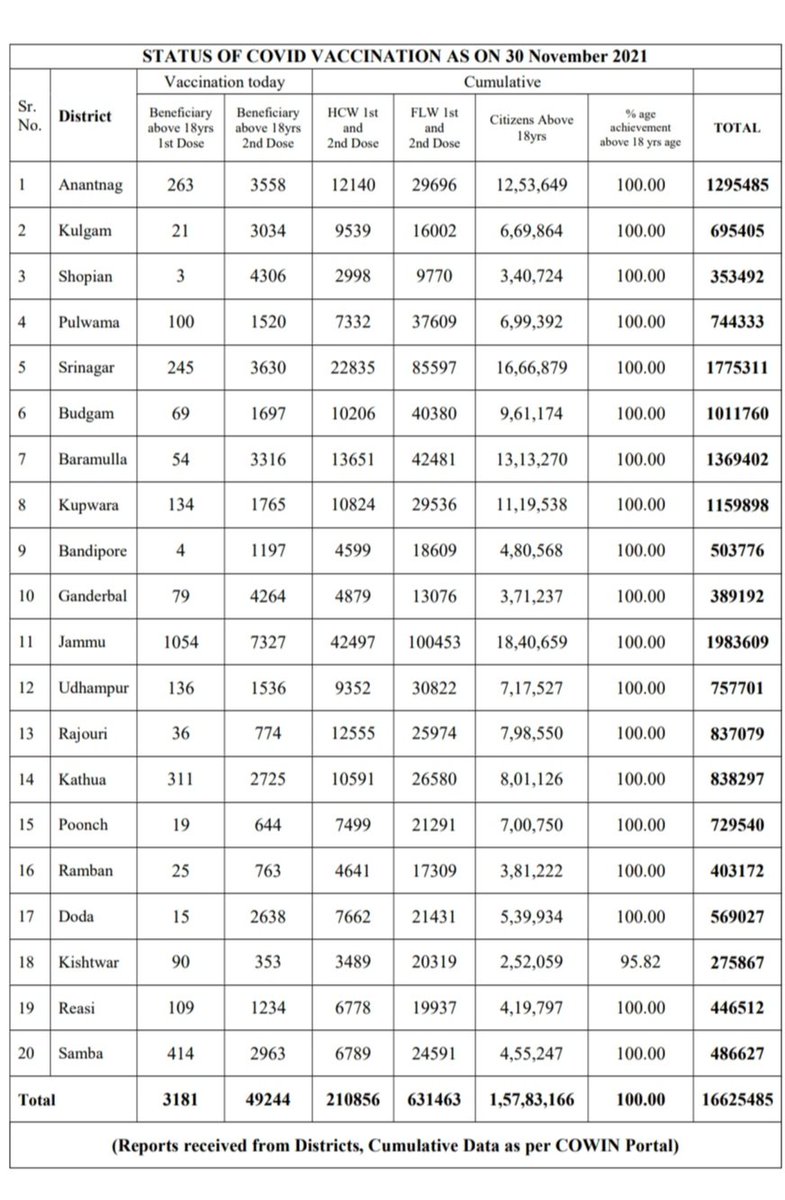 STATUS OF COVID VACCINATION AS ON 30 November 2021
Sr. No. District Vaccination today Cumulative
Beneficiary above 18yrs 1st Dose Beneficiary above 18yrs 2nd Dose HCW 1st and 2nd Dose FLW 1st and 2nd Dose Citizens Above 18yrs % age achievement above 18 yrs age TOTAL
1 Anantnag 263 3558 12140 29696 12,53,649 100.00 1295485
2 Kulgam 21 3034 9539 16002 6,69,864 100.00 695405
3 Shopian 3 4306 2998 9770 3,40,724 100.00 353492
4 Pulwama 100 1520 7332 37609 6,99,392 100.00 744333
5 Srinagar 245 3630 22835 85597 16,66,879 100.00 1775311
6 Budgam 69 1697 10206 40380 9,61,174 100.00 1011760
7 Baramulla 54 3316 13651 42481 13,13,270 100.00 1369402
8 Kupwara 134 1765 10824 29536 11,19,538 100.00 1159898
9 Bandipore 4 1197 4599 18609 4,80,568 100.00 503776
10 Ganderbal 79 4264 4879 13076 3,71,237 100.00 389192
11 Jammu 1054 7327 42497 100453 18,40,659 100.00 1983609
12 Udhampur 136 1536 9352 30822 7,17,527 100.00 757701
13 Rajouri 36 774 12555 25974 7,98,550 100.00 837079
14 Kathua 311 2725 10591 26580 8,01,126 100.00 838297
15 Poonch 19 644 7499 21291 7,00,750 100.00 729540
16 Ramban 25 763 4641 17309 3,81,222 100.00 403172
17 Doda 15 2638 7662 21431 5,39,934 100.00 569027
18 Kishtwar 90 353 3489 20319 2,52,059 95.82 275867
19 Reasi 109 1234 6778 19937 4,19,797 100.00 446512
20 Samba 414 2963 6789 24591 4,55,247 100.00 486627
Total 3181 49244 210856 631463 1,57,83,166 100.00 16625485
(Reports received from Districts, Cumulative Data as per COWIN Portal)